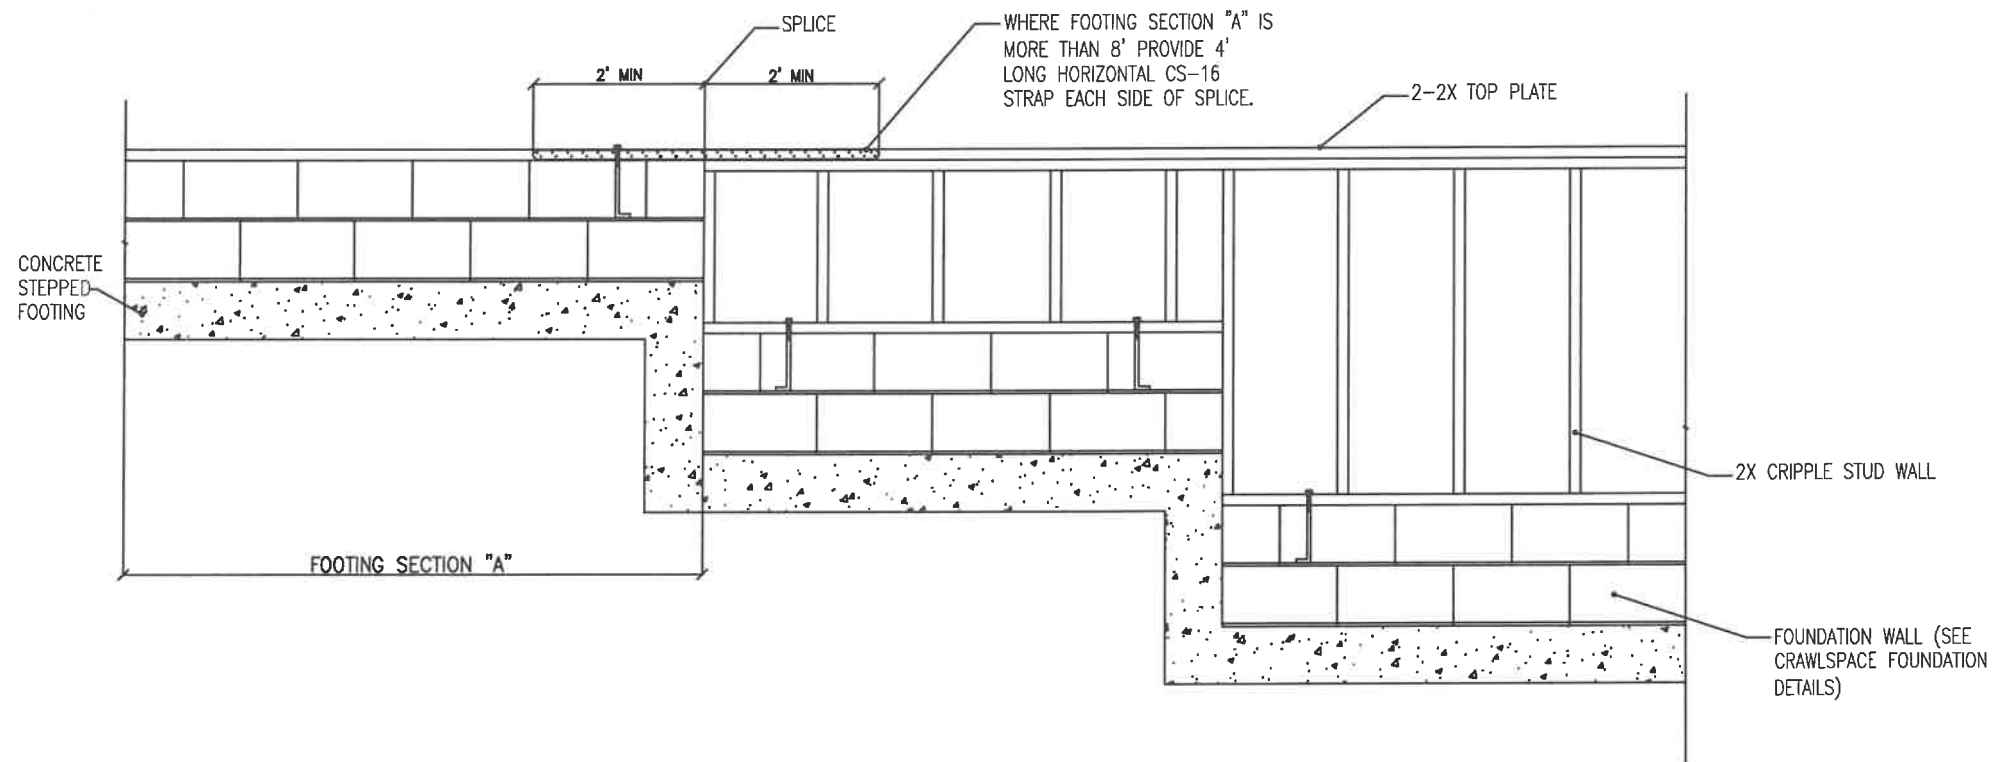 SPLICE
WHERE FOOTING SECTION "A" IS
MORE THAN 8' PROVIDE 4'
LONG HORIZONTAL CS-16
STRAP EACH SIDE OF SPLICE.
2' MIN
2' MIN
2-2X TOP PLATE
CONCRETE
STEPPED
FOOTING
2X CRIPPLE STUD WALL
FOOTING SECTION "A"
FOUNDATION WALL (SEE
CRAWLSPACE FOUNDATION
DETAILS)